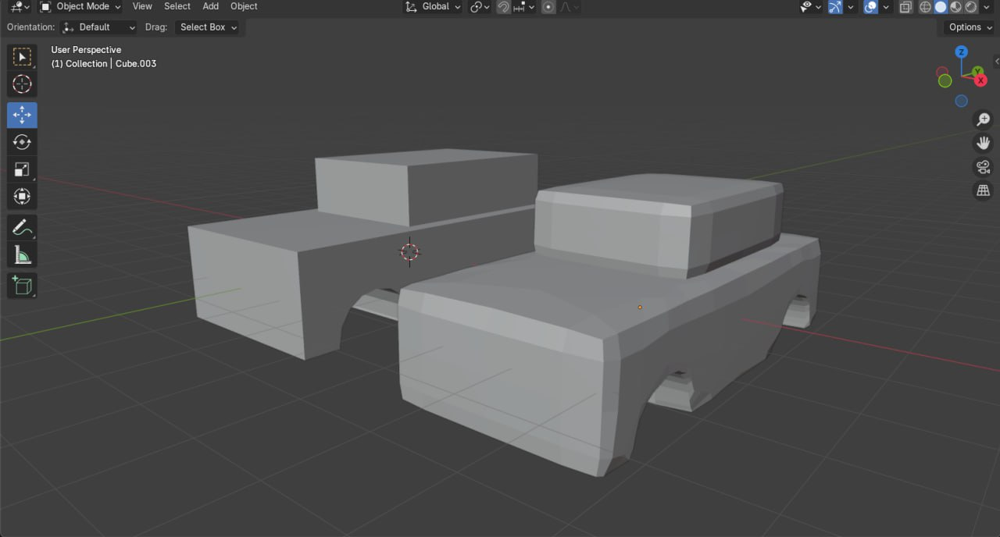 Object Mode View Select Add Object Global
Orientation: Default Drag: Select Box Options
User Perspective
(1) Collection | Cube.003
Z
Y
X